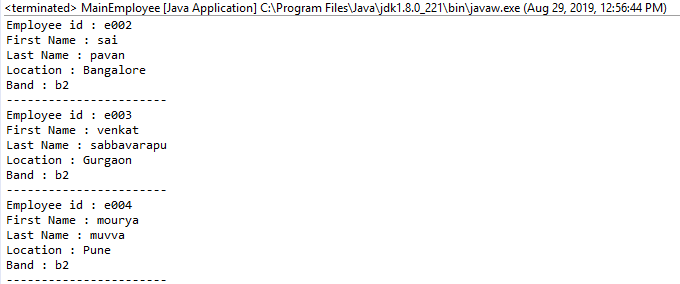 <terminated> MainEmployee [Java Application] C:\Program Files\Java\jdk1.8.0_221\bin\javaw.exe (Aug 29, 2019, 12:56:44 PM)
Employee id : e002
First Name : sai
Last Name : pavan
Location : Bangalore
Band : b2
-----------------------
Employee id : e003
First Name : venkat
Last Name : sabbavarapu
Location : Gurgaon
Band : b2
-----------------------
Employee id : e004
First Name : mourya
Last Name : muvva
Location : Pune
Band : b2
-----------------------